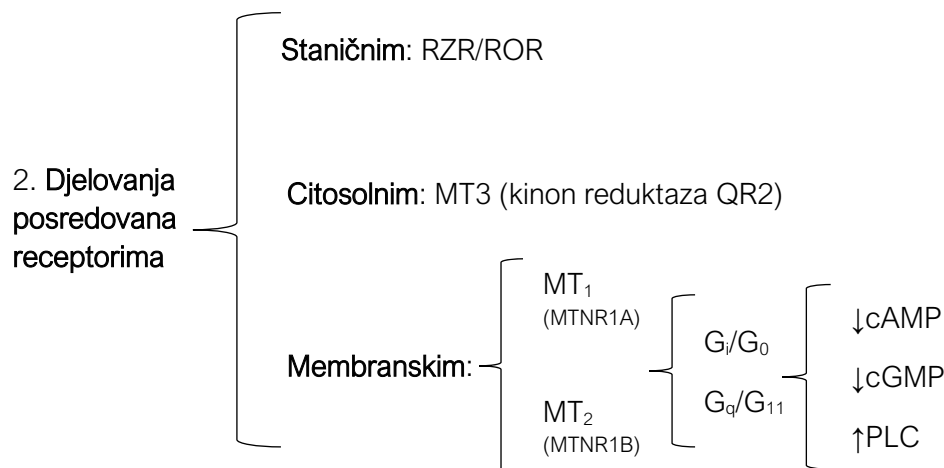 Staničnim: RZR/ROR
2. Djelovanja
posredovana
receptorima
Citosolnim: MT3 (kinon reduktaza QR2)
Membranskim:
MT₁
(MTNR1A)
MT₂
(MTNR1B)
Gᵢ/G₀
G_q/G₁₁
↓cAMP
↓cGMP
↑PLC